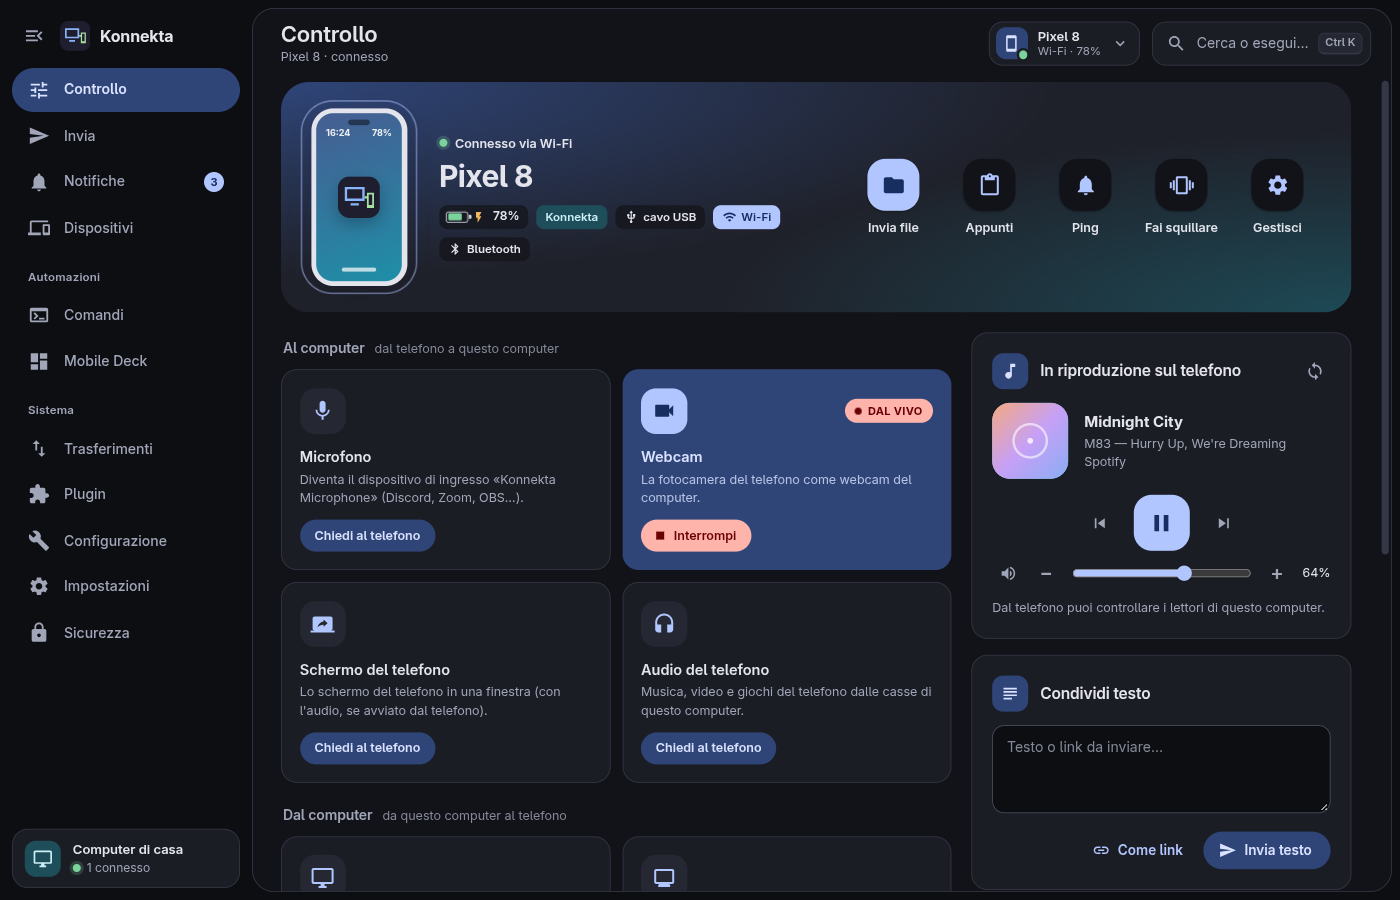 Konnekta
Controllo
Invia
Notifiche 3
Dispositivi
Automazioni
Comandi
Mobile Deck
Sistema
Trasferimenti
Plugin
Configurazione
Impostazioni
Sicurezza
Computer di casa
1 connesso
Controllo
Pixel 8 · connesso
Pixel 8
Wi-Fi · 78%
Cerca o esegui... Ctrl K
16:24 78%
Connesso via Wi-Fi
Pixel 8
78% Konnekta cavo USB Wi-Fi
Bluetooth
Invia file Appunti Ping Fai squillare Gestisci
Al computer dal telefono a questo computer
Microfono
Diventa il dispositivo di ingresso «Konnekta
Microphone» (Discord, Zoom, OBS...).
Chiedi al telefono
DAL VIVO
Webcam
La fotocamera del telefono come webcam del
computer.
Interrompi
Schermo del telefono
Lo schermo del telefono in una finestra (con
l'audio, se avviato dal telefono).
Chiedi al telefono
Audio del telefono
Musica, video e giochi del telefono dalle casse di
questo computer.
Chiedi al telefono
Dal computer da questo computer al telefono
In riproduzione sul telefono
Midnight City
M83 — Hurry Up, We're Dreaming
Spotify
64%
Dal telefono puoi controllare i lettori di questo computer.
Condividi testo
Testo o link da inviare...
Come link Invia testo